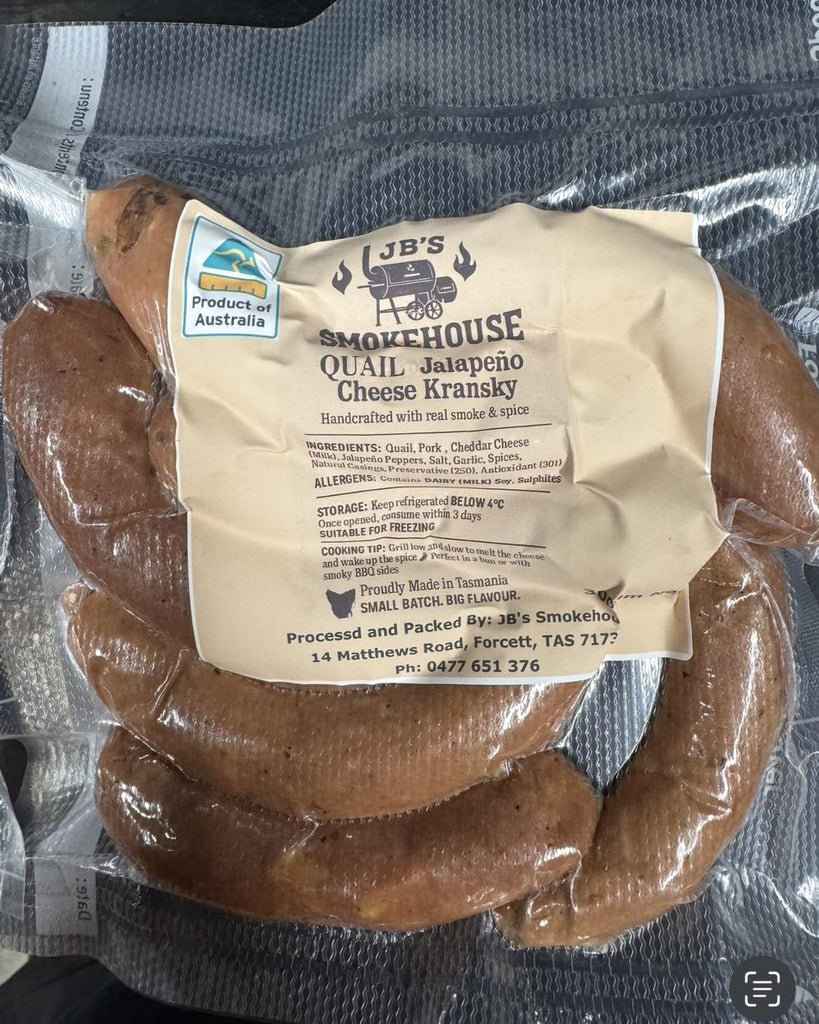 Contenu :
Date :
Product of
Australia
JB'S
SMOKEHOUSE
QUAIL Jalapeño
Cheese Kransky
Handcrafted with real smoke & spice
INGREDIENTS: Quail, Pork , Cheddar Cheese
(Milk), Jalapeño Peppers, Salt, Garlic, Spices,
Natural Casings, Preservative (250), Antioxidant (301)
ALLERGENS: Contains DAIRY (MILK) Soy. Sulphites
STORAGE: Keep refrigerated BELOW 4°C
Once opened, consume within 3 days
SUITABLE FOR FREEZING
COOKING TIP: Grill low and slow to melt the cheese
and wake up the spice 🌶 Perfect in a bun or with
smoky BBQ sides
Proudly Made in Tasmania
SMALL BATCH. BIG FLAVOUR.
Processd and Packed By: JB's Smokehou
14 Matthews Road, Forcett, TAS 7173
Ph: 0477 651 376
Date :